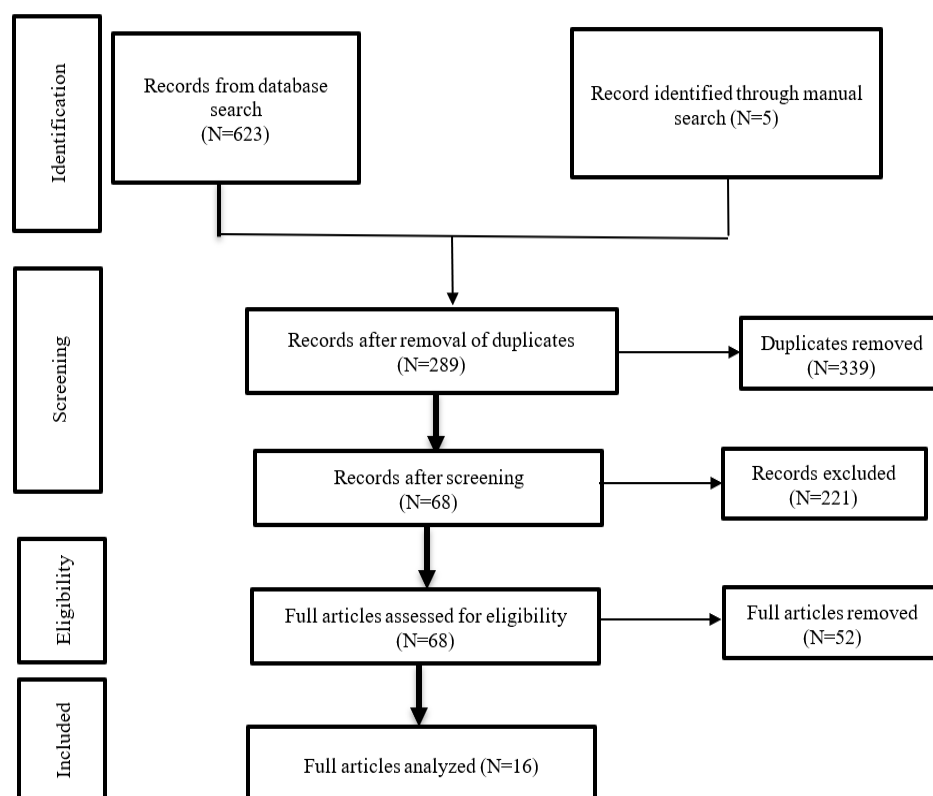 Identification
Records from database
search
(N=623)
Record identified through manual
search (N=5)
Screening
Records after removal of duplicates
(N=289)
Duplicates removed
(N=339)
Records after screening
(N=68)
Records excluded
(N=221)
Eligibility
Full articles assessed for eligibility
(N=68)
Full articles removed
(N=52)
Included
Full articles analyzed (N=16)